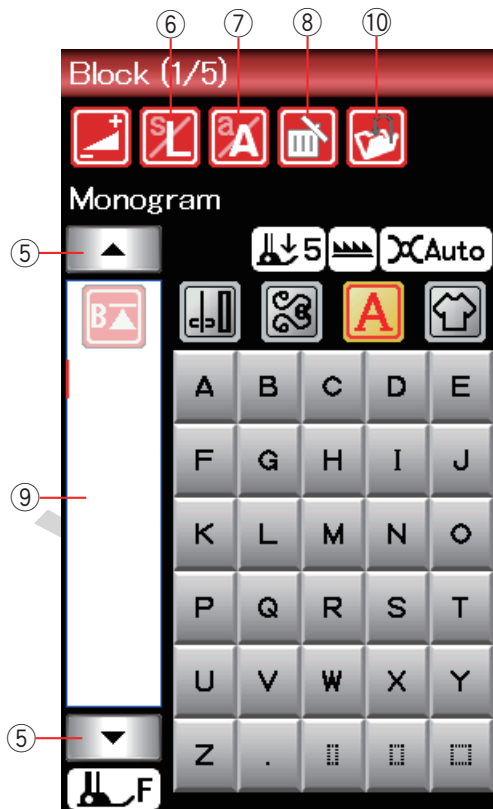 ⑥ ⑦ ⑧ ⑩
Block (1/5)
S L a A
Monogram
⑤
5 Auto
B A
A B C D E
F G H I J
⑨
K L M N O
P Q R S T
U V W X Y
⑤
Z .
F